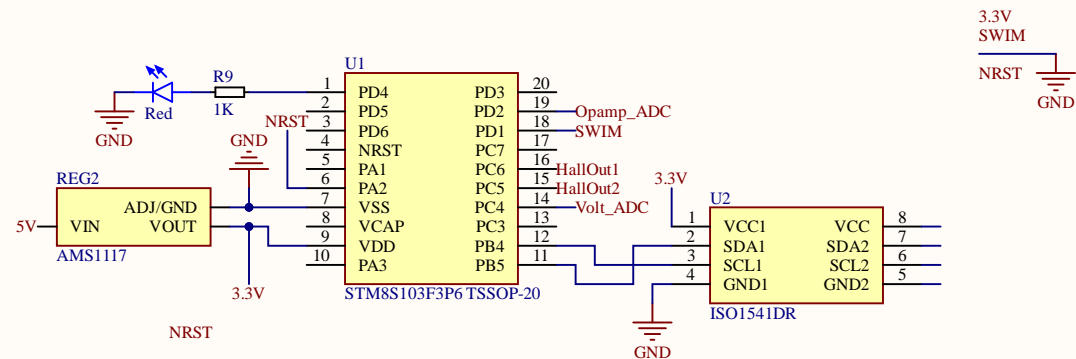 3.3V
SWIM
NRST
GND
U1
R9
1K
Red
GND
NRST
GND
1 PD4 PD3 20
2 PD5 PD2 19 Opamp_ADC
3 PD6 PD1 18 SWIM
4 NRST PC7 17
5 PA1 PC6 16 HallOut1
6 PA2 PC5 15 HallOut2
7 VSS PC4 14 Volt_ADC
8 VCAP PC3 13
9 VDD PB4 12
10 PA3 PB5 11
STM8S103F3P6 TSSOP-20
REG2
ADJ/GND
5V VIN VOUT
AMS1117
3.3V
NRST
3.3V
U2
1 VCC1 VCC 8
2 SDA1 SDA2 7
3 SCL1 SCL2 6
4 GND1 GND2 5
ISO1541DR
GND